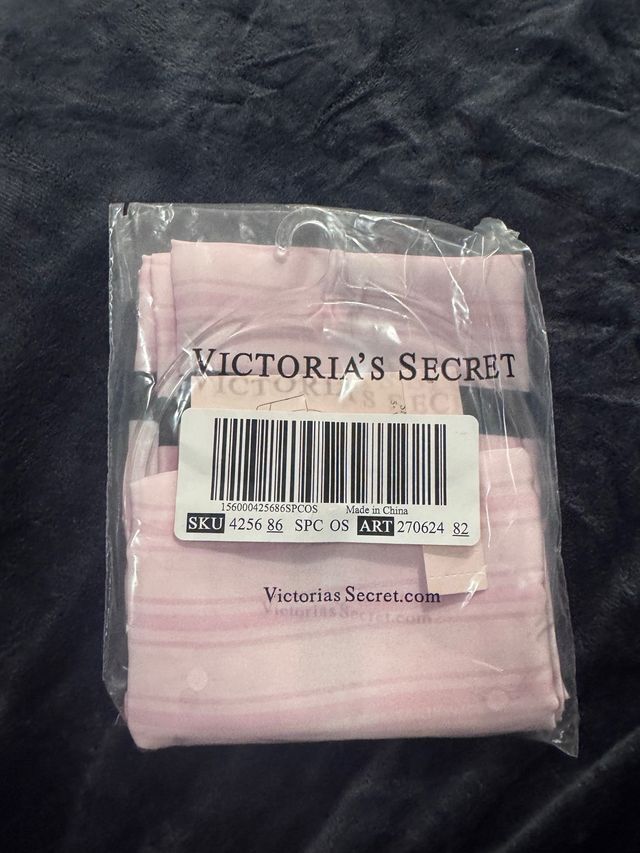 VICTORIA'S SECRET
156000425686SPCOS Made in China
SKU 4256 86 SPC OS ART 270624 82
VictoriasSecret.com